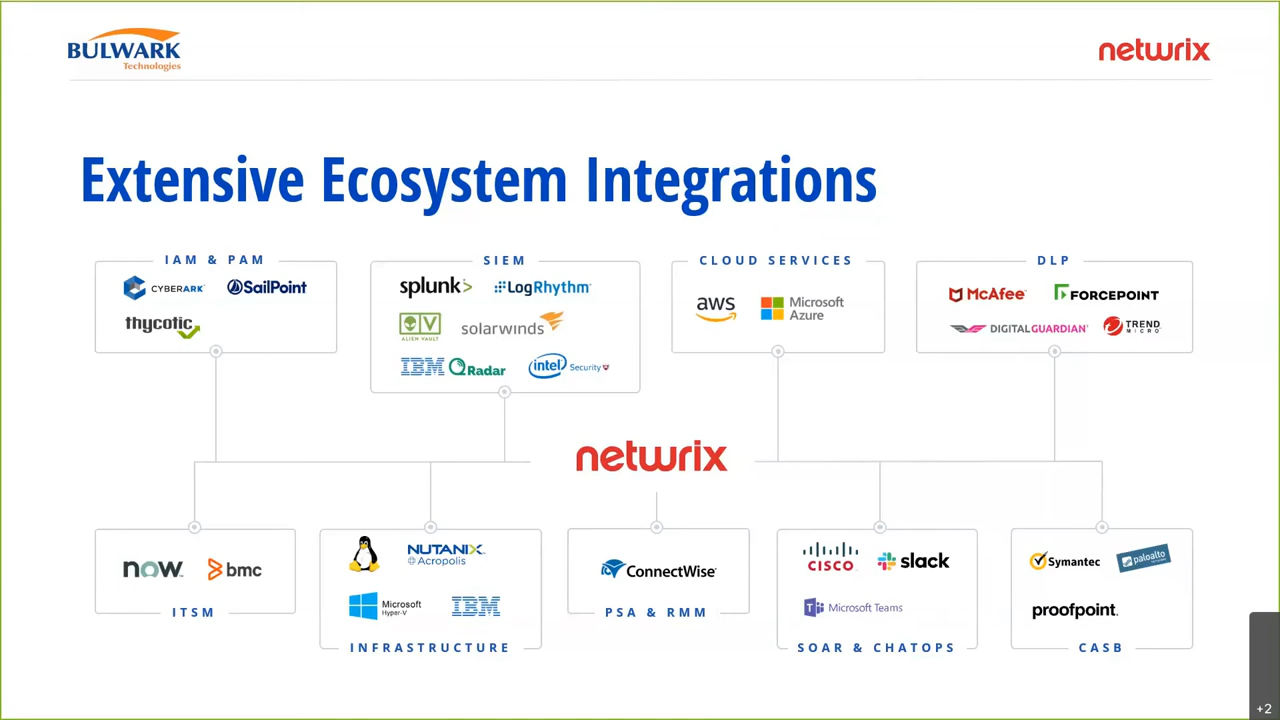 BULWARK
Technologies
netwrix
Extensive Ecosystem Integrations
IAM & PAM
CYBERARK
SailPoint
thycotic
SIEM
splunk>
LogRhythm
ALIEN VAULT
solarwinds
IBM QRadar
intel Security
CLOUD SERVICES
aws
Microsoft
Azure
DLP
McAfee
FORCEPOINT
DIGITALGUARDIAN
TREND
MICRO
netwrix
now
bmc
ITSM
NUTANIX
Acropolis
Microsoft
Hyper-V
IBM
INFRASTRUCTURE
ConnectWise
PSA & RMM
CISCO
slack
Microsoft Teams
SOAR & CHATOPS
Symantec
paloalto
proofpoint
CASB
+2